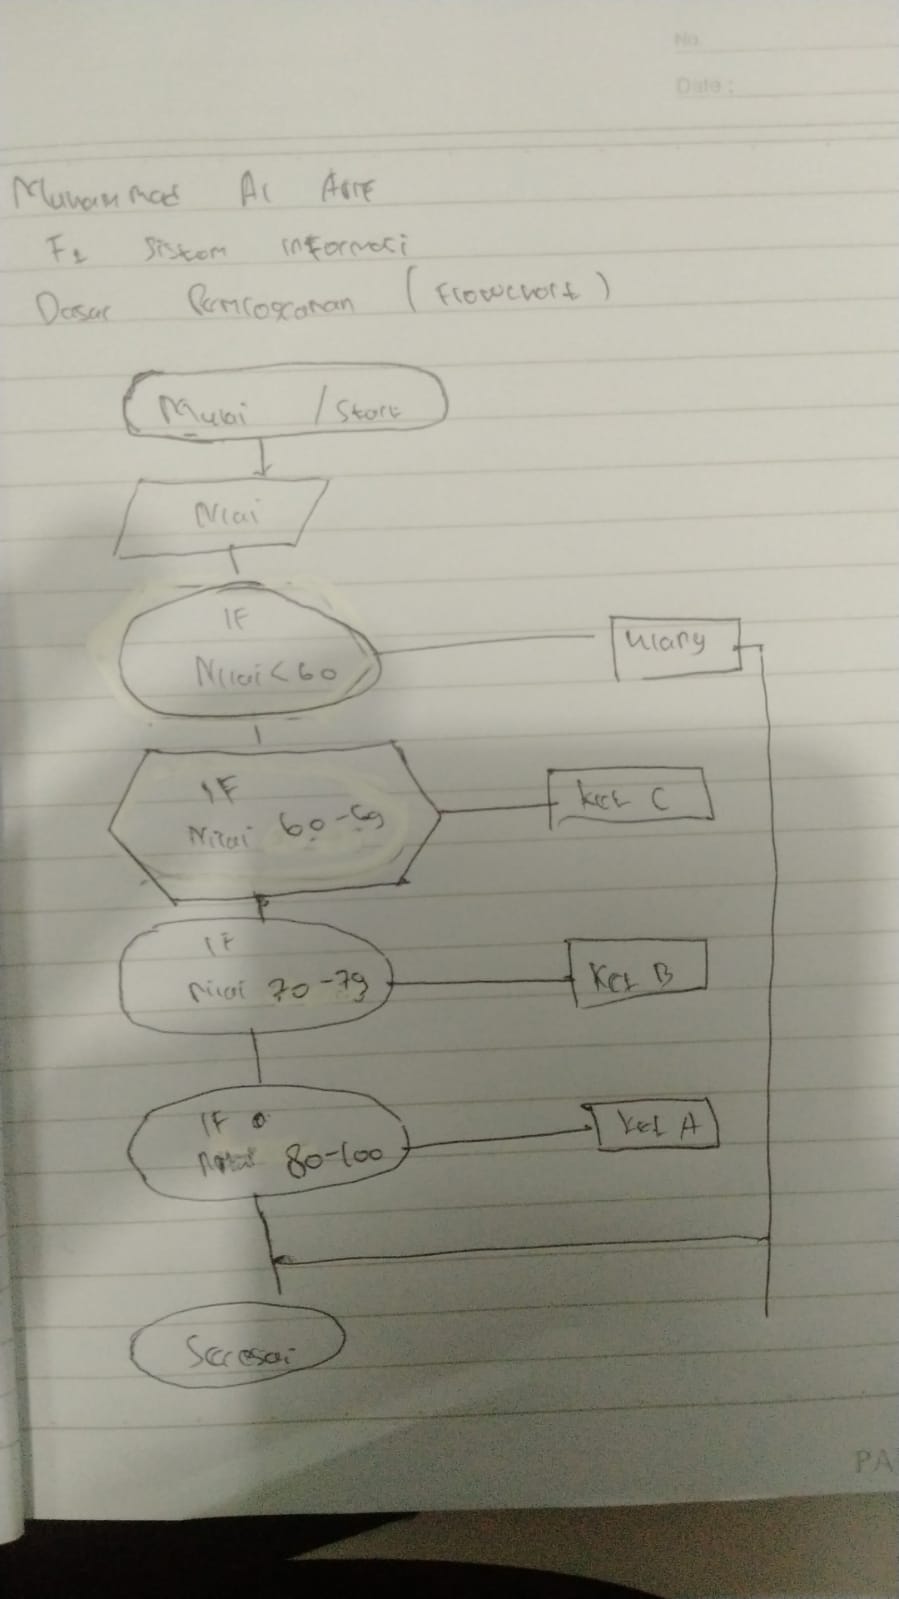 No.
Date :
Muhammad Al Arif
F1 Sistem informasi
Dasar Pemrograman (Flowchart)
Mulai / Start
Nilai
IF
Nilai < 60
Ulang
IF
Nilai 60-69
Ket C
IF
Nilai 70-79
Ket B
IF
Nilai 80-100
Ket A
Selesai
PA